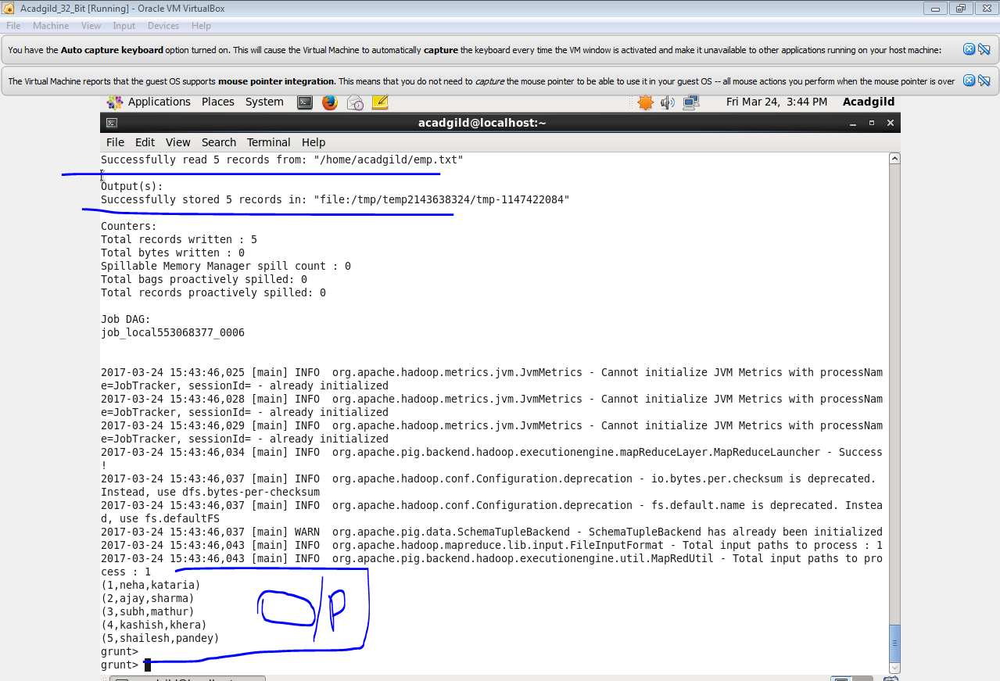 Acadgild_32_Bit [Running] - Oracle VM VirtualBox
File Machine View Input Devices Help
You have the Auto capture keyboard option turned on. This will cause the Virtual Machine to automatically capture the keyboard every time the VM window is activated and make it unavailable to other applications running on your host machine:
The Virtual Machine reports that the guest OS supports mouse pointer integration. This means that you do not need to capture the mouse pointer to be able to use it in your guest OS -- all mouse actions you perform when the mouse pointer is over
Applications Places System Fri Mar 24, 3:44 PM Acadgild
acadgild@localhost:~
File Edit View Search Terminal Help
Successfully read 5 records from: "/home/acadgild/emp.txt"
Output(s):
Successfully stored 5 records in: "file:/tmp/temp2143638324/tmp-1147422084"
Counters:
Total records written : 5
Total bytes written : 0
Spillable Memory Manager spill count : 0
Total bags proactively spilled: 0
Total records proactively spilled: 0
Job DAG:
job_local553068377_0006
2017-03-24 15:43:46,025 [main] INFO  org.apache.hadoop.metrics.jvm.JvmMetrics - Cannot initialize JVM Metrics with processNam
e=JobTracker, sessionId= - already initialized
2017-03-24 15:43:46,028 [main] INFO  org.apache.hadoop.metrics.jvm.JvmMetrics - Cannot initialize JVM Metrics with processNam
e=JobTracker, sessionId= - already initialized
2017-03-24 15:43:46,029 [main] INFO  org.apache.hadoop.metrics.jvm.JvmMetrics - Cannot initialize JVM Metrics with processNam
e=JobTracker, sessionId= - already initialized
2017-03-24 15:43:46,034 [main] INFO  org.apache.pig.backend.hadoop.executionengine.mapReduceLayer.MapReduceLauncher - Success
!
2017-03-24 15:43:46,037 [main] INFO  org.apache.hadoop.conf.Configuration.deprecation - io.bytes.per.checksum is deprecated.
Instead, use dfs.bytes-per-checksum
2017-03-24 15:43:46,037 [main] INFO  org.apache.hadoop.conf.Configuration.deprecation - fs.default.name is deprecated. Instea
d, use fs.defaultFS
2017-03-24 15:43:46,037 [main] WARN  org.apache.pig.data.SchemaTupleBackend - SchemaTupleBackend has already been initialized
2017-03-24 15:43:46,043 [main] INFO  org.apache.hadoop.mapreduce.lib.input.FileInputFormat - Total input paths to process : 1
2017-03-24 15:43:46,043 [main] INFO  org.apache.pig.backend.hadoop.executionengine.util.MapRedUtil - Total input paths to pro
cess : 1
(1,neha,kataria)
(2,ajay,sharma)
(3,subh,mathur)
(4,kashish,khera)
(5,shailesh,pandey)
O/P
grunt>
grunt>